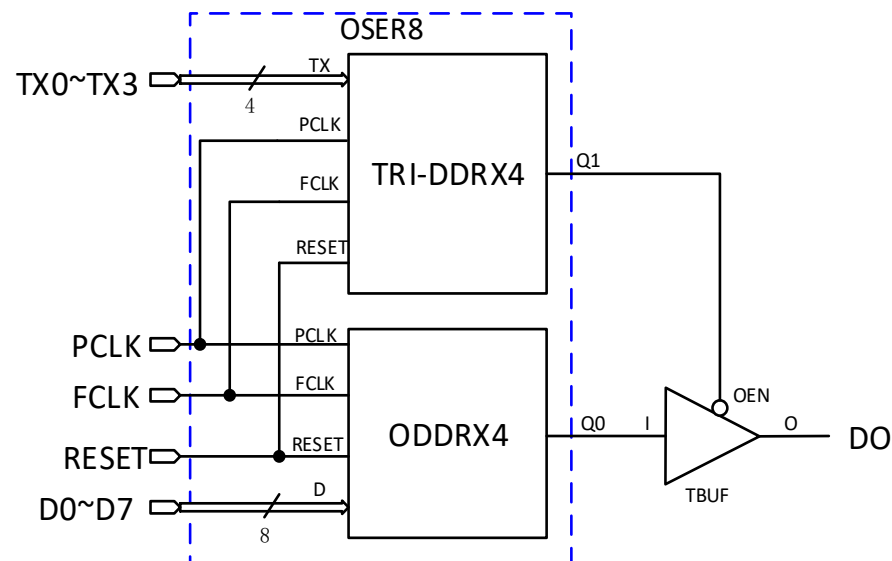 OSER8
TX0~TX3
TX
4
PCLK
FCLK
RESET
TRI-DDRX4
Q1
PCLK
PCLK
FCLK
FCLK
RESET
RESET
D0~D7
D
8
ODDRX4
Q0
I
OEN
O
DO
TBUF